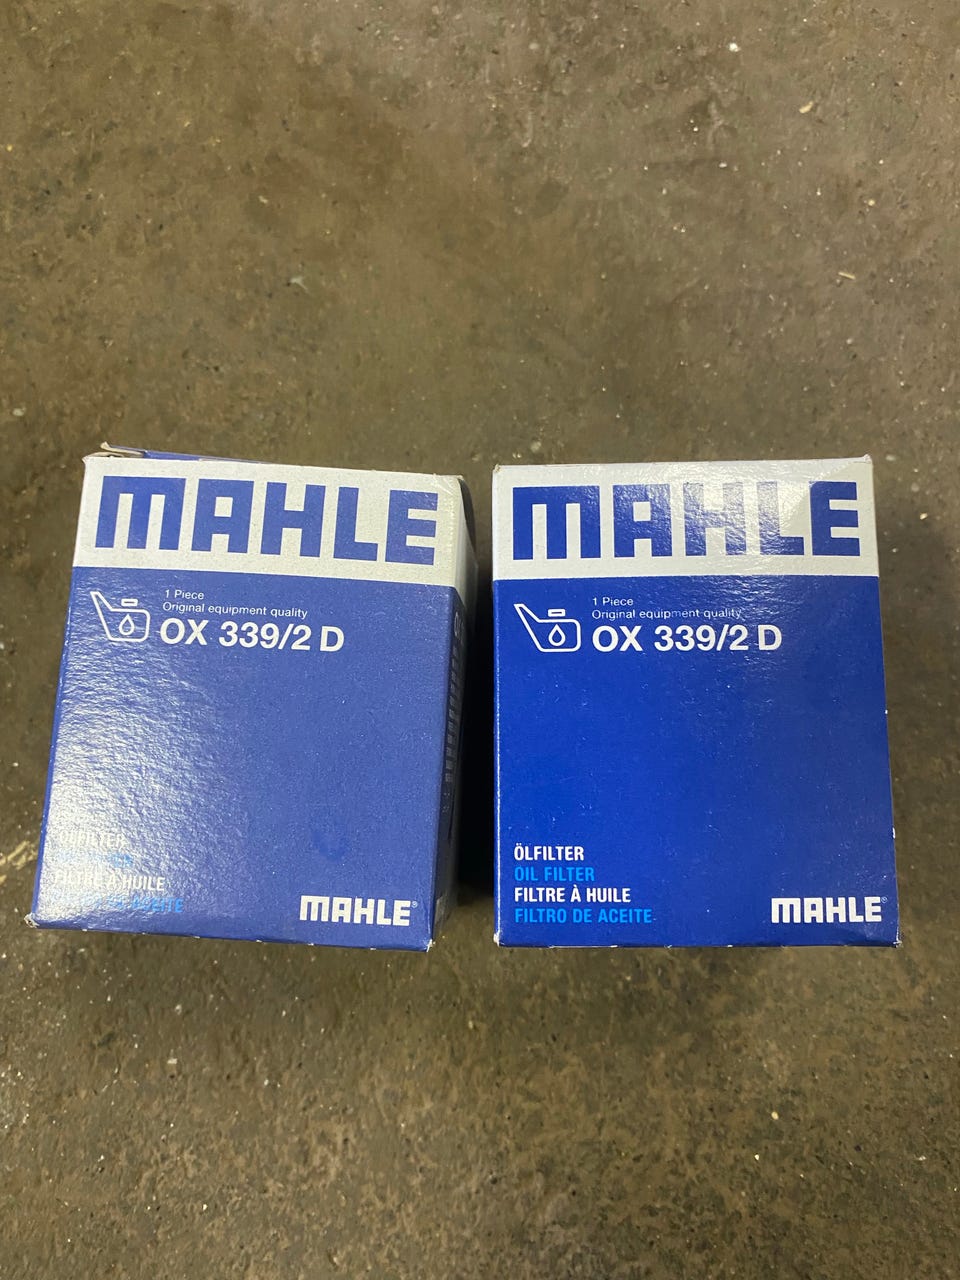 MAHLE
1 Piece
Original equipment quality
OX 339/2 D
ÖLFILTER
FILTRE À HUILE
MAHLE®
MAHLE
1 Piece
Original equipment quality
OX 339/2 D
ÖLFILTER
OIL FILTER
FILTRE À HUILE
FILTRO DE ACEITE
MAHLE®